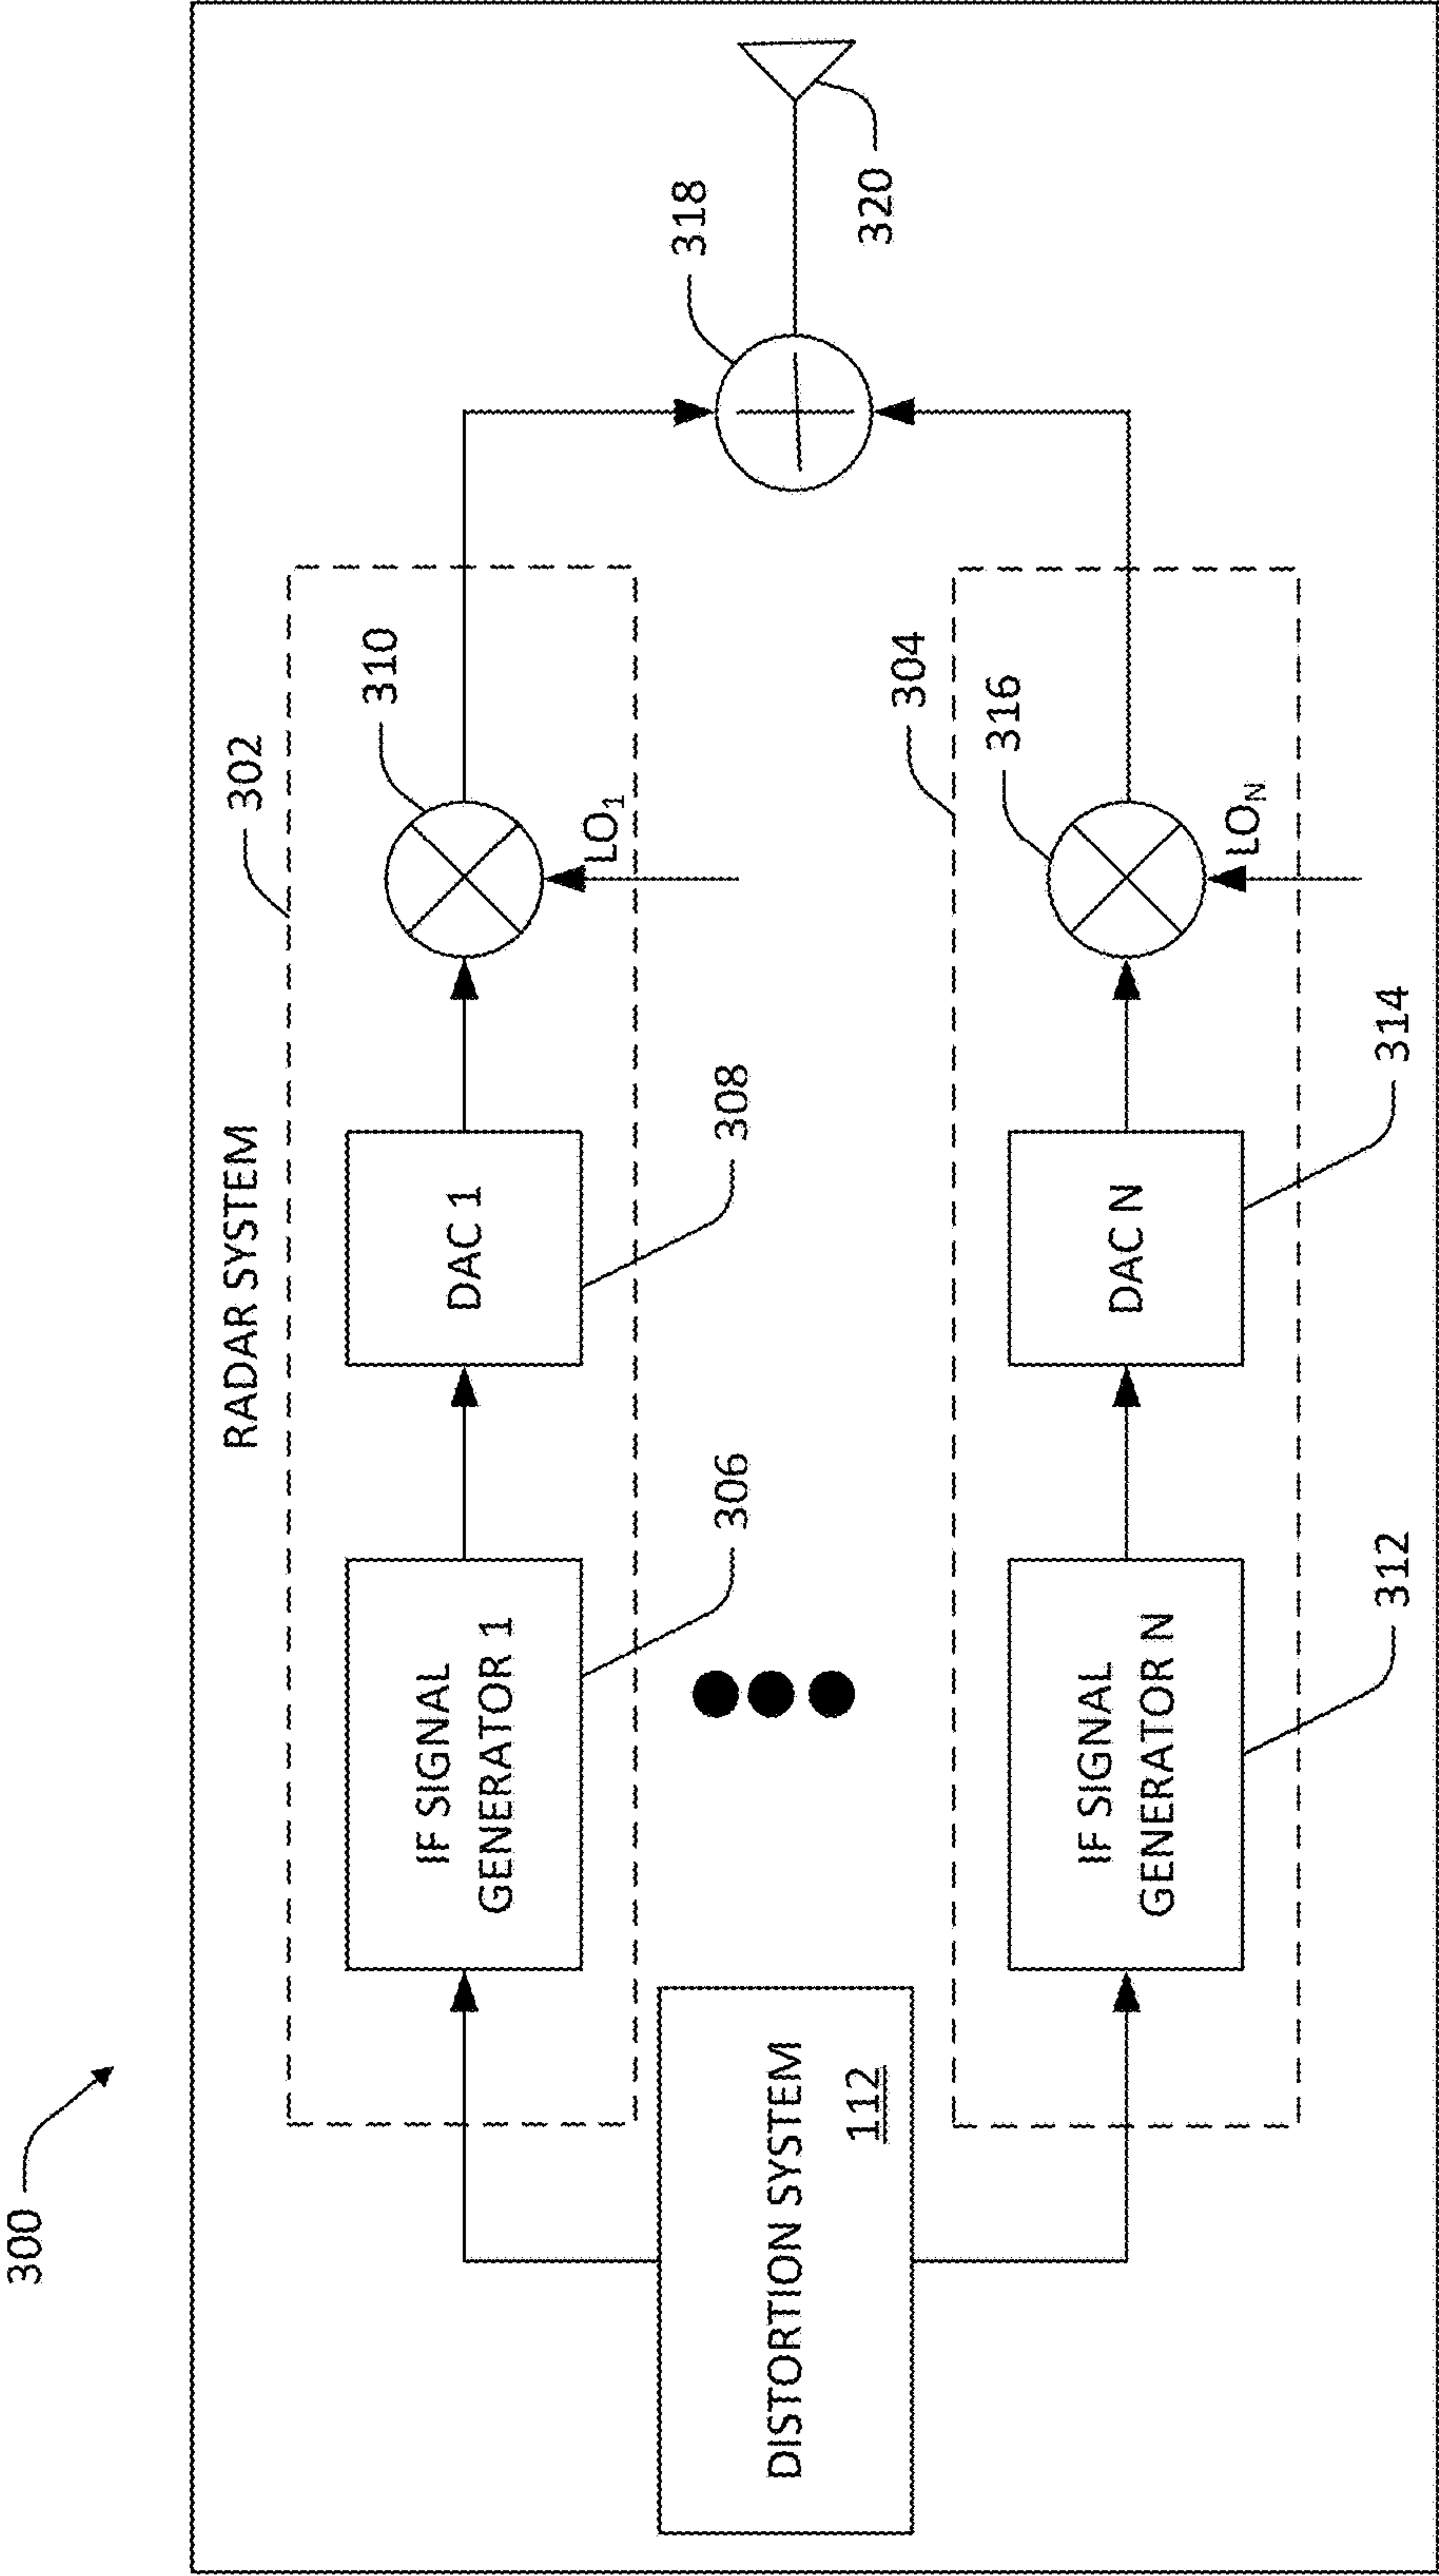 300
RADAR SYSTEM
302
310
LO1
IF SIGNAL
GENERATOR 1
DAC 1
306
308
318
320
DISTORTION SYSTEM
112
304
316
LON
IF SIGNAL
GENERATOR N
DAC N
312
314